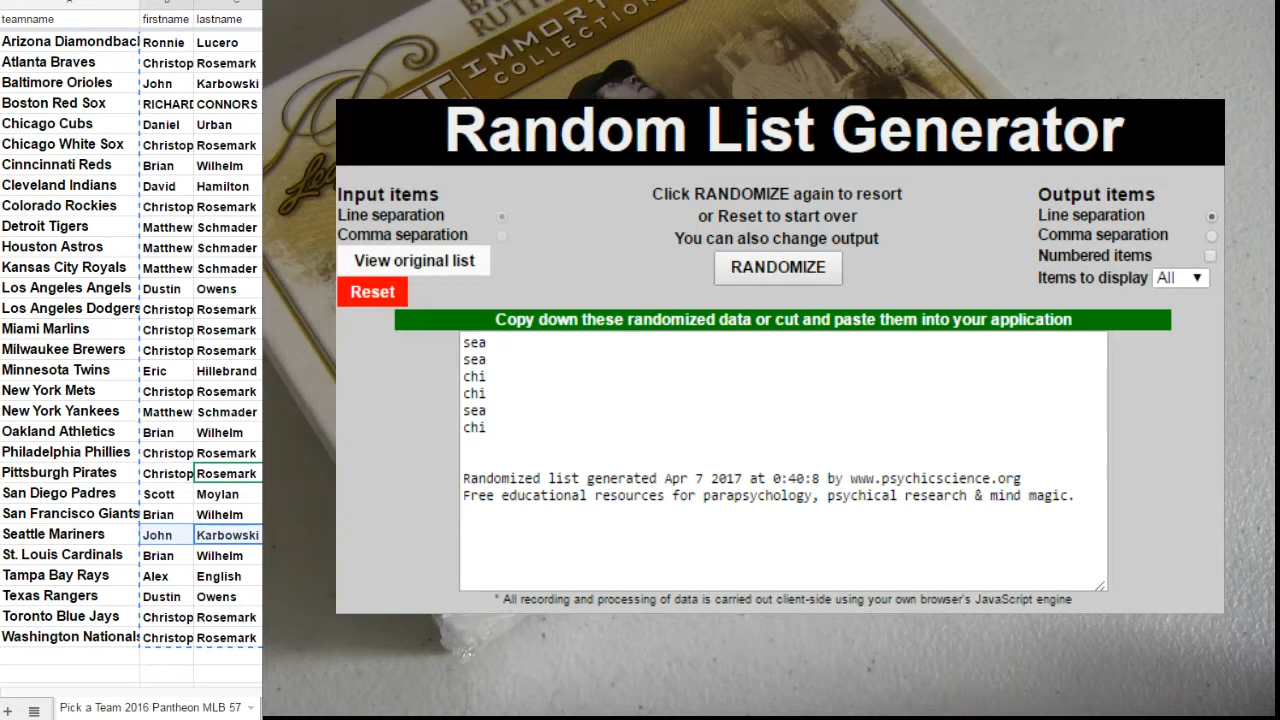 teamname firstname lastname
Arizona Diamondbac Ronnie Lucero
Atlanta Braves Christop Rosemark
Baltimore Orioles John Karbowski
Boston Red Sox RICHARD CONNORS
Chicago Cubs Daniel Urban
Chicago White Sox Christop Rosemark
Cinncinnati Reds Brian Wilhelm
Cleveland Indians David Hamilton
Colorado Rockies Christop Rosemark
Detroit Tigers Matthew Schmader
Houston Astros Matthew Schmader
Kansas City Royals Matthew Schmader
Los Angeles Angels Dustin Owens
Los Angeles Dodgers Christop Rosemark
Miami Marlins Christop Rosemark
Milwaukee Brewers Christop Rosemark
Minnesota Twins Eric Hillebrand
New York Mets Christop Rosemark
New York Yankees Matthew Schmader
Oakland Athletics Brian Wilhelm
Philadelphia Phillies Christop Rosemark
Pittsburgh Pirates Christop Rosemark
San Diego Padres Scott Moylan
San Francisco Giants Brian Wilhelm
Seattle Mariners John Karbowski
St. Louis Cardinals Brian Wilhelm
Tampa Bay Rays Alex English
Texas Rangers Dustin Owens
Toronto Blue Jays Christop Rosemark
Washington Nationals Christop Rosemark
Pick a Team 2016 Pantheon MLB 57
RUTH
IMMORTAL
COLLECTION
Random List Generator
Input items
Line separation
Comma separation
View original list
Reset
Click RANDOMIZE again to resort
or Reset to start over
You can also change output
RANDOMIZE
Output items
Line separation
Comma separation
Numbered items
Items to display All
Copy down these randomized data or cut and paste them into your application
sea
sea
chi
chi
sea
chi
Randomized list generated Apr 7 2017 at 0:40:8 by www.psychicscience.org
Free educational resources for parapsychology, psychical research & mind magic.
* All recording and processing of data is carried out client-side using your own browser's JavaScript engine